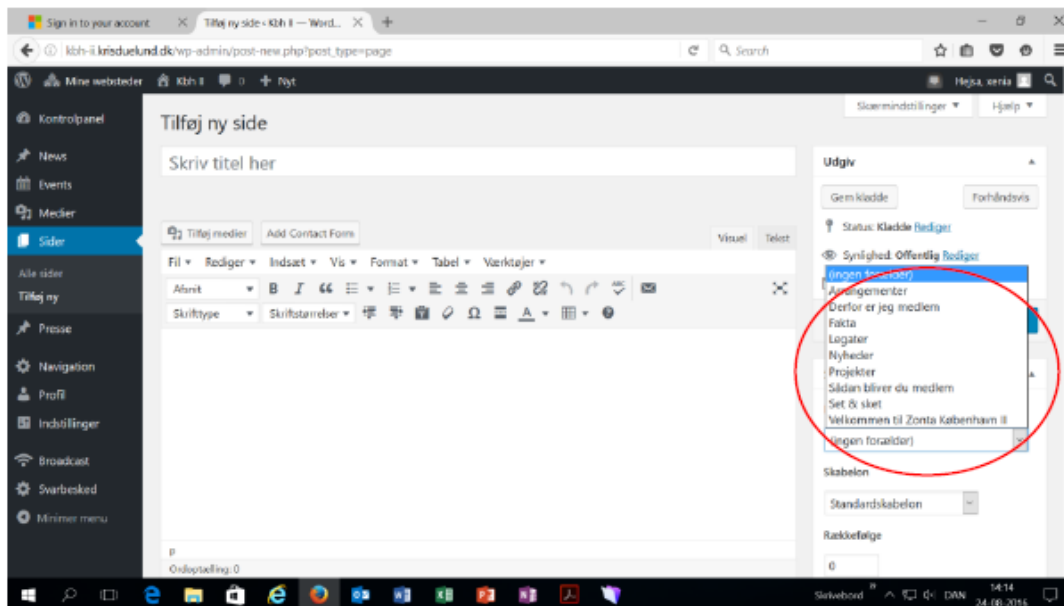 Sign in to your account
Tilføj ny side ‹ Kbh II — Word...
kbh-ii.krisduelund.dk/wp-admin/post-new.php?post_type=page
Search
Mine websteder
Kbh II
0
Nyt
Hejsa, xenia
Kontrolpanel
News
Events
Medier
Sider
Alle sider
Tilføj ny
Presse
Navigation
Profil
Indstillinger
Broadcast
Svarbesked
Minimer menu
Skærmindstillinger
Hjælp
Tilføj ny side
Skriv titel her
Tilføj medier
Add Contact Form
Visuel
Tekst
Fil
Rediger
Indsæt
Vis
Format
Tabel
Værktøjer
Afsnit
Skrifttype
Skriftstørrelser
p
Ordoptælling: 0
Udgiv
Gem kladde
Forhåndsvis
Status: Kladde Rediger
Synlighed: Offentlig Rediger
(ingen forælder)
Arrangementer
Derfor er jeg medlem
Fakta
Legater
Nyheder
Projekter
Sådan bliver du medlem
Set & sket
Velkommen til Zonta København II
(ingen forælder)
Skabelon
Standardskabelon
Rækkefølge
0
Skrivebord
DAN
14:14
24-08-2016